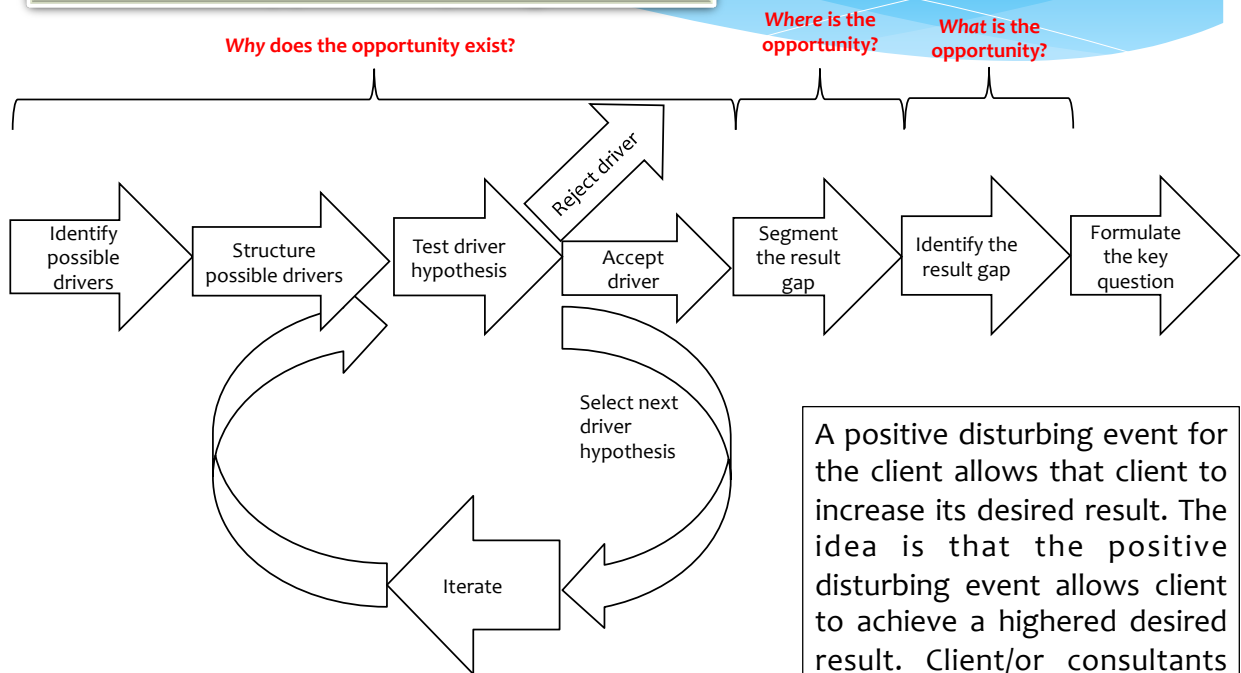 Why does the opportunity exist?
Where is the
opportunity?
What is the
opportunity?
Reject driver
Identify
possible
drivers
Structure
possible drivers
Test driver
hypothesis
Accept
driver
Segment
the result
gap
Identify the
result gap
Formulate
the key
question
Select next
driver
hypothesis
Iterate
A positive disturbing event for
the client allows that client to
increase its desired result. The
idea is that the positive
disturbing event allows client
to achieve a highered desired
result. Client/or consultants